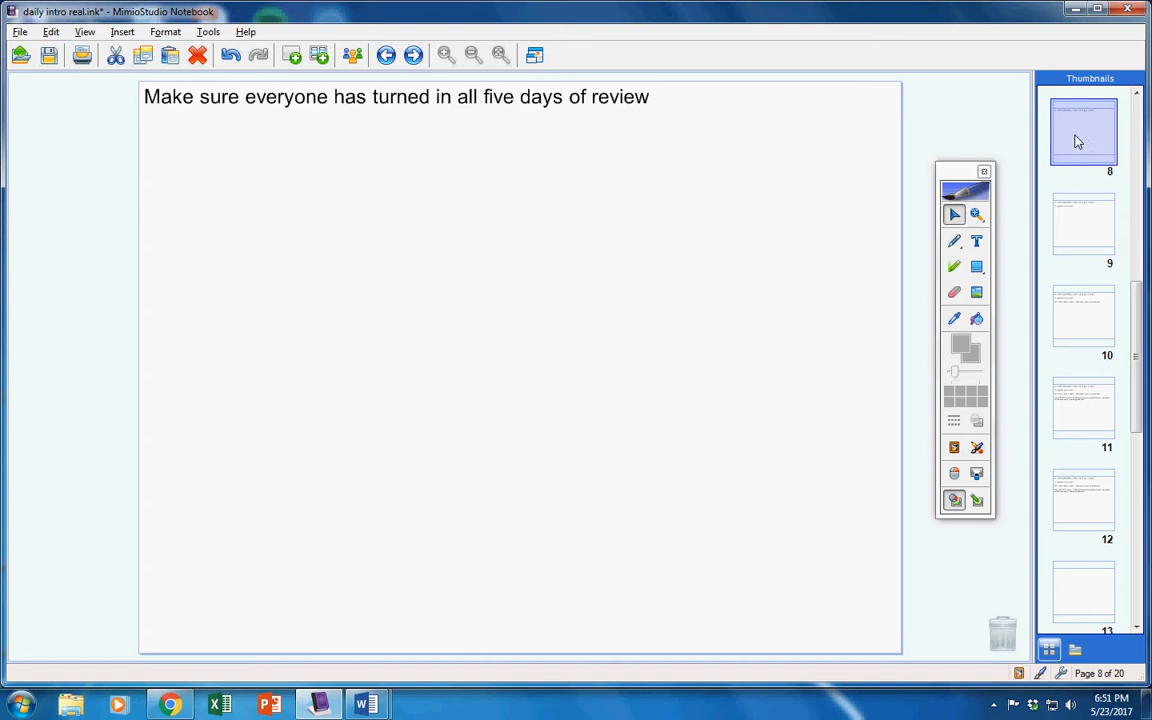 daily intro real.ink* - MimioStudio Notebook
File Edit View Insert Format Tools Help
Make sure everyone has turned in all five days of review
Thumbnails
8
9
10
11
12
13
Page 8 of 20
6:51 PM
5/23/2017